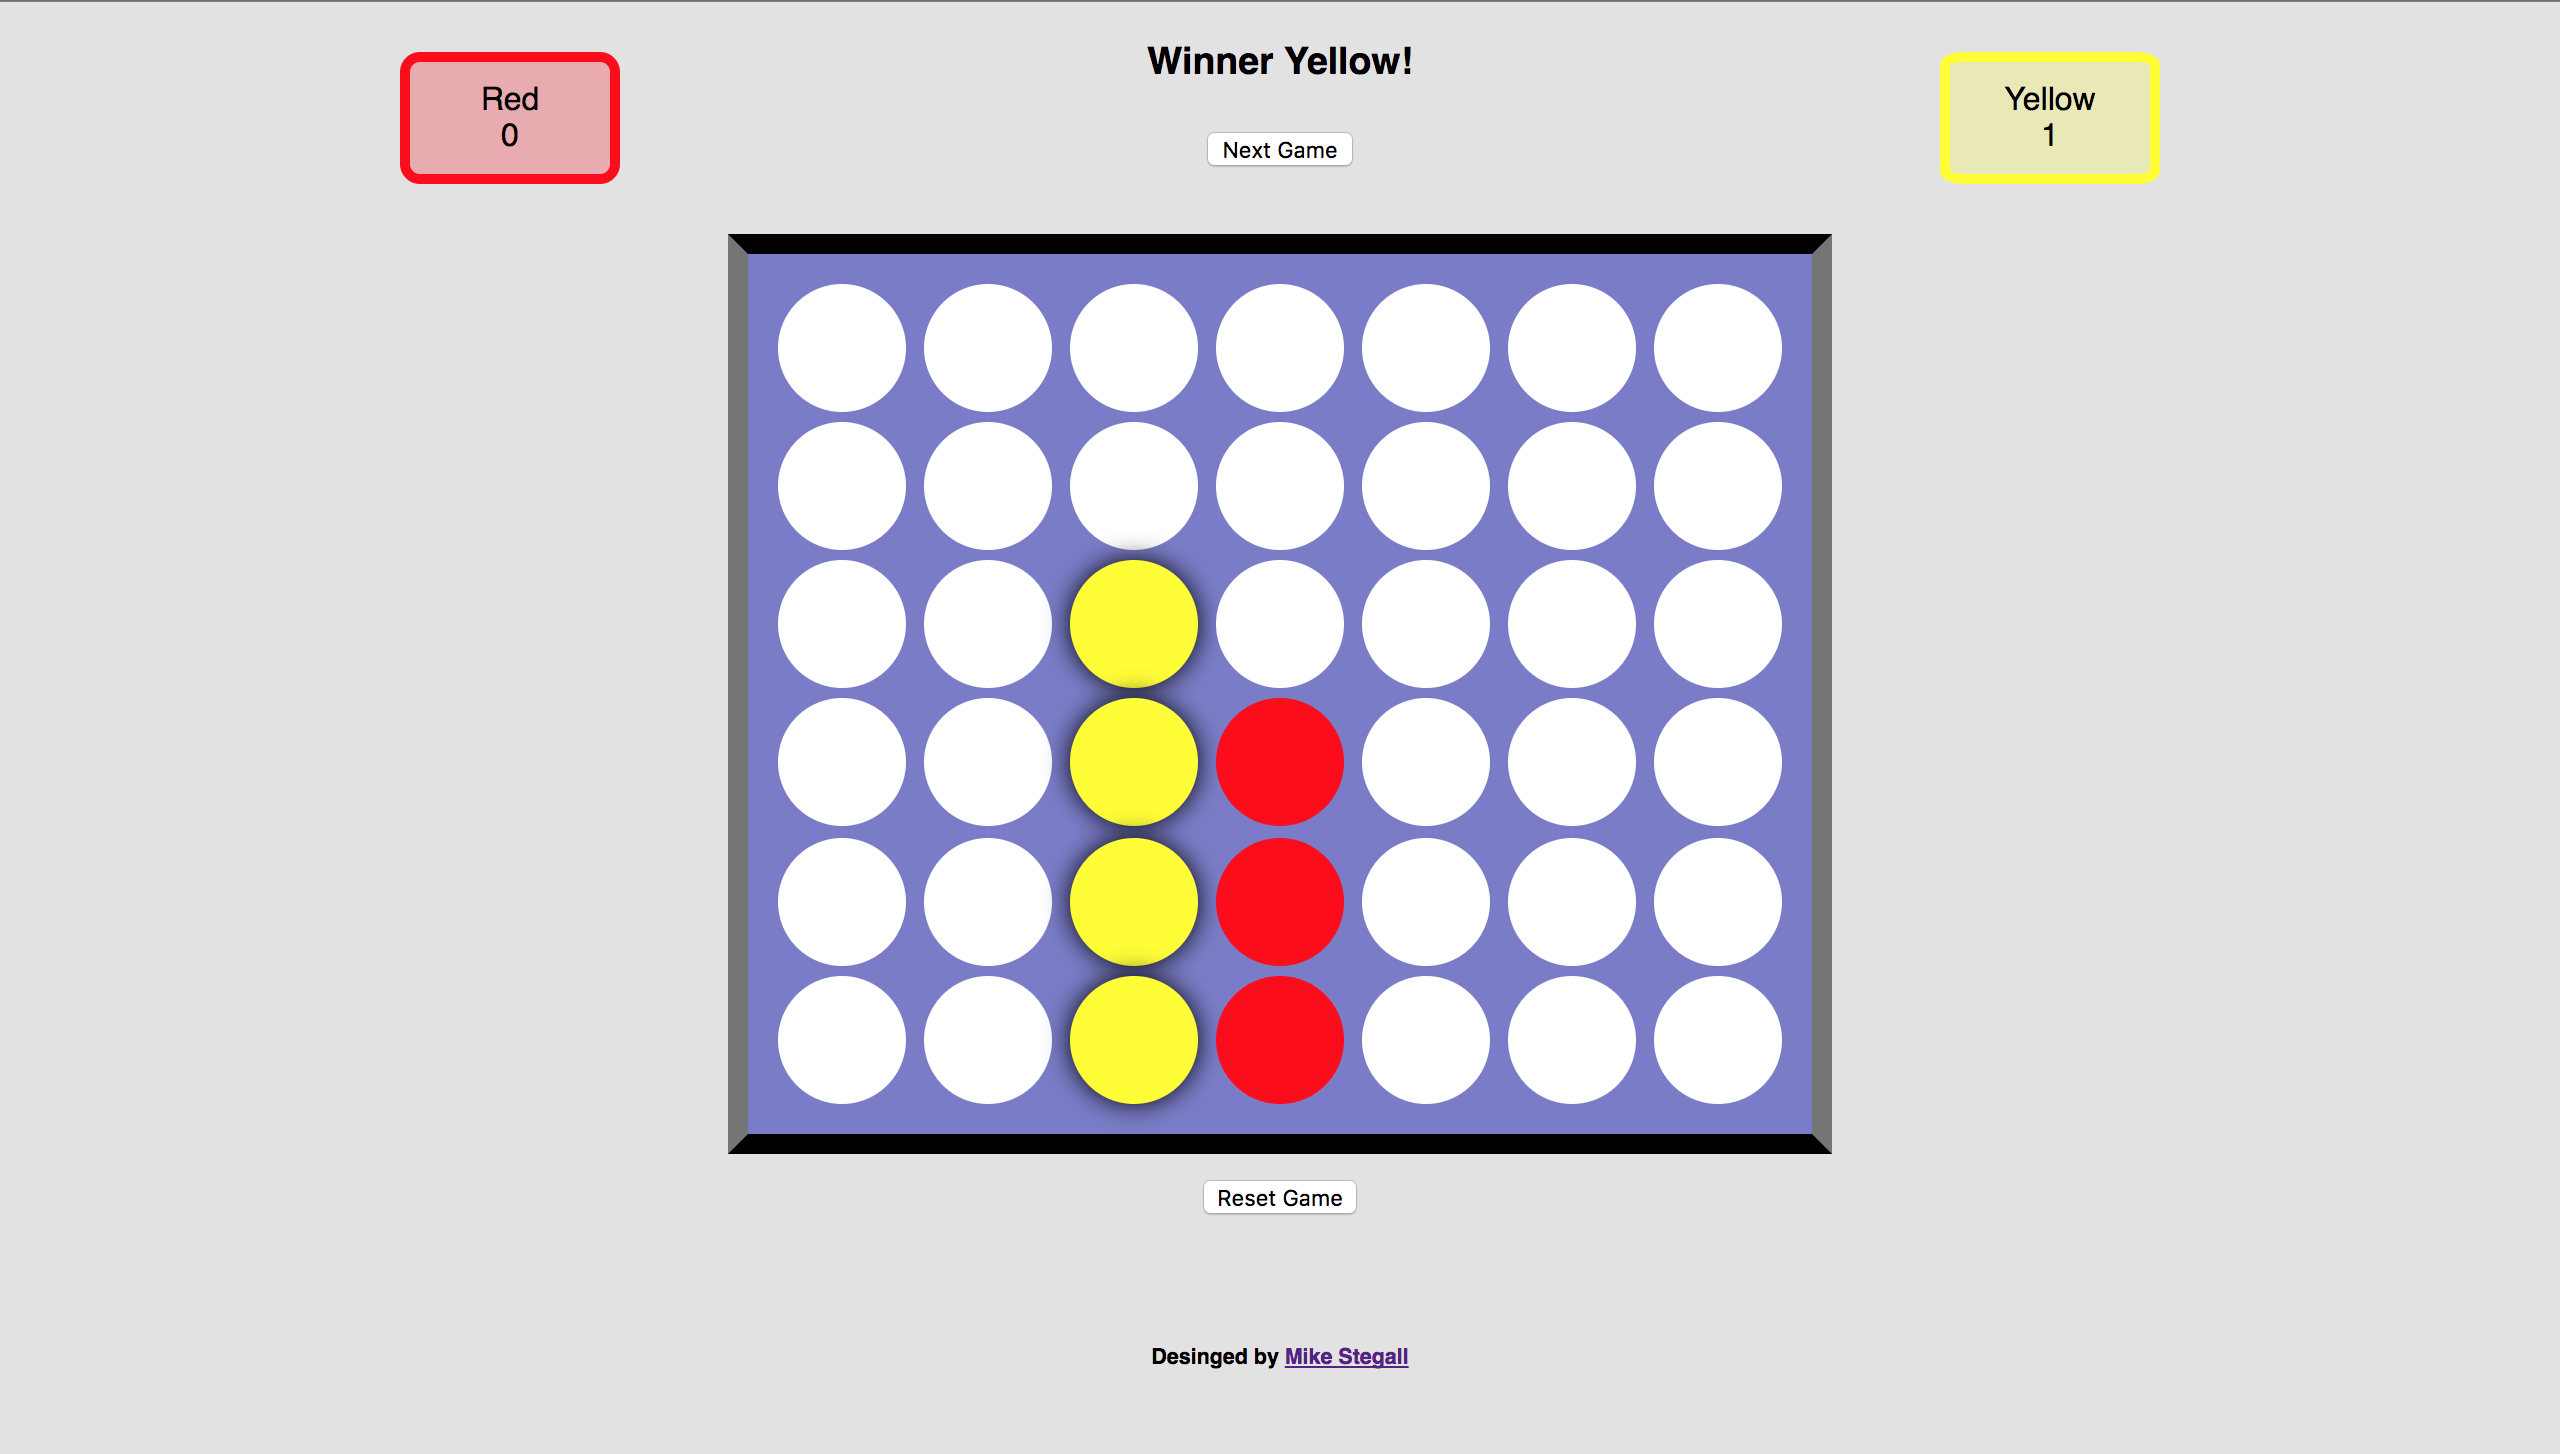 Winner Yellow!
Red
0
Yellow
1
Next Game
Reset Game
Desinged by Mike Stegall